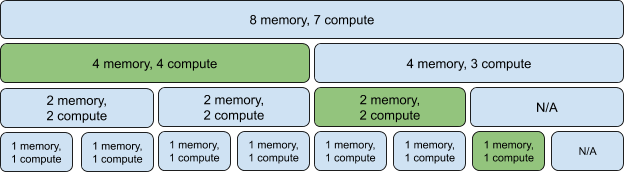 8 memory, 7 compute
4 memory, 4 compute
4 memory, 3 compute
2 memory,
2 compute
2 memory,
2 compute
2 memory,
2 compute
N/A
1 memory,
1 compute
1 memory,
1 compute
1 memory,
1 compute
1 memory,
1 compute
1 memory,
1 compute
1 memory,
1 compute
1 memory,
1 compute
N/A